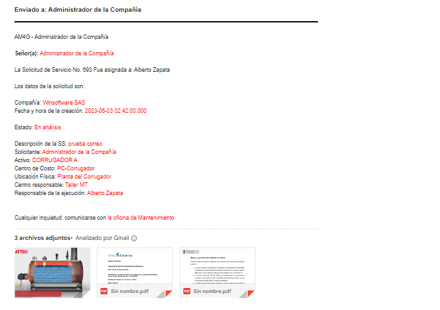 Enviado a: Administrador de la Compañia
AM4G - Administrador de la Compañía
Señor(a): Administrador de la Compañía
La Solicitud de Servicio No. 693 Fue asignada a: Alberto Zapata
Los datos de la solicitud son:
Compañía: Winsoftware SAS
Fecha y hora de la creación: 2023-06-03 02:42:00.000
Estado: En análisis
Descripción de la SS: prueba correo
Solicitante: Administrador de la Compañía
Activo: CORRUGADOR A
Centro de Costo: PC-Corrugador
Ubicación Física: Planta del Corrugador
Centro responsable: Taller MT
Responsable de la ejecución: Alberto Zapata
Cualquier inquietud: comunicarse con la oficina de Mantenimiento
3 archivos adjuntos • Analizado por Gmail
ATTSU
Sin nombre.pdf
Sin nombre.pdf